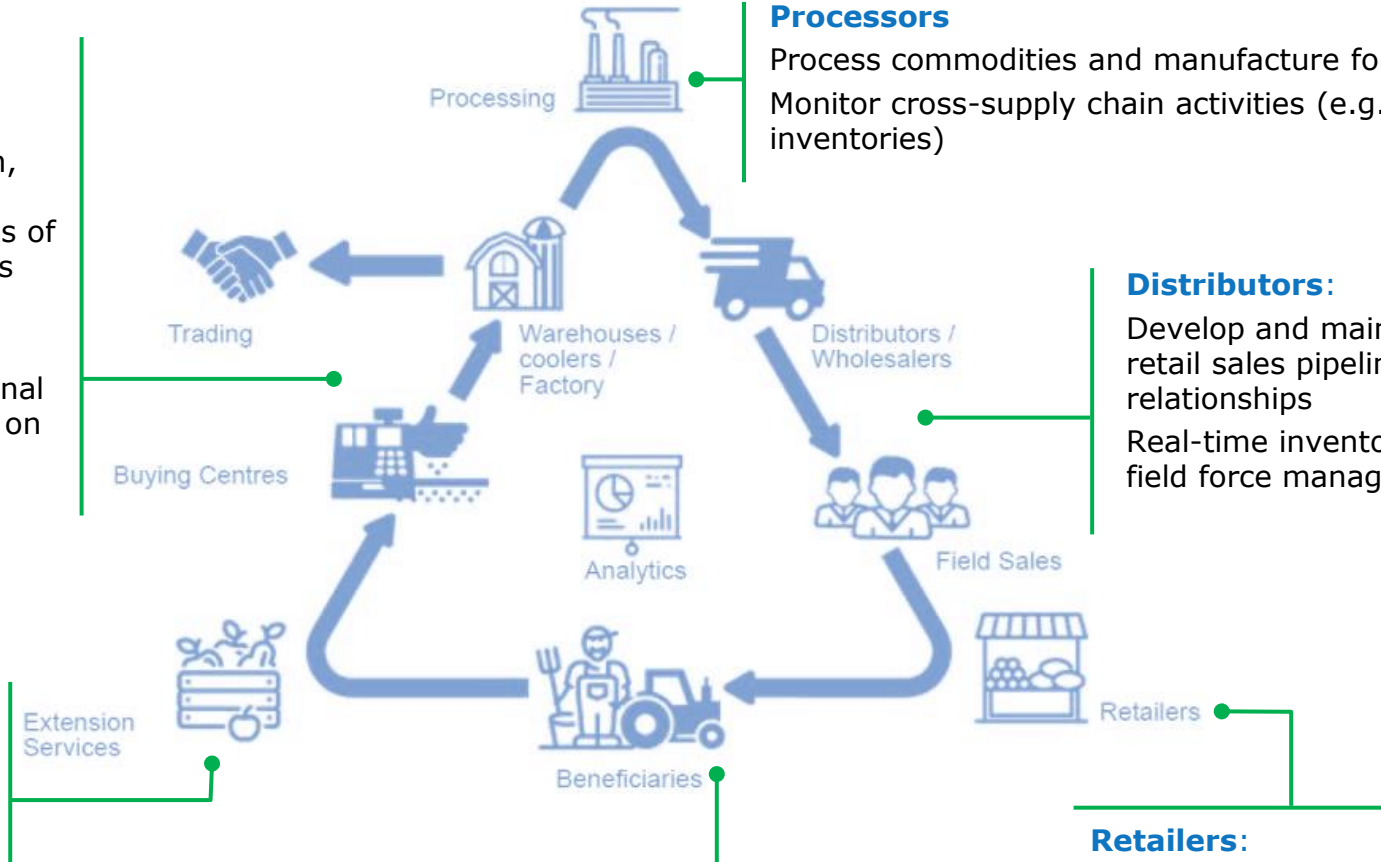 Processors
Process commodities and manufacture fo
Monitor cross-supply chain activities (e.g.
inventories)
Processing
n,
s of
s
nal
on
Trading
Warehouses /
coolers /
Factory
Distributors /
Wholesalers
Distributors:
Develop and main
retail sales pipelin
relationships
Real-time invento
field force manag
Buying Centres
Analytics
Field Sales
Extension
Services
Beneficiaries
Retailers
Retailers: